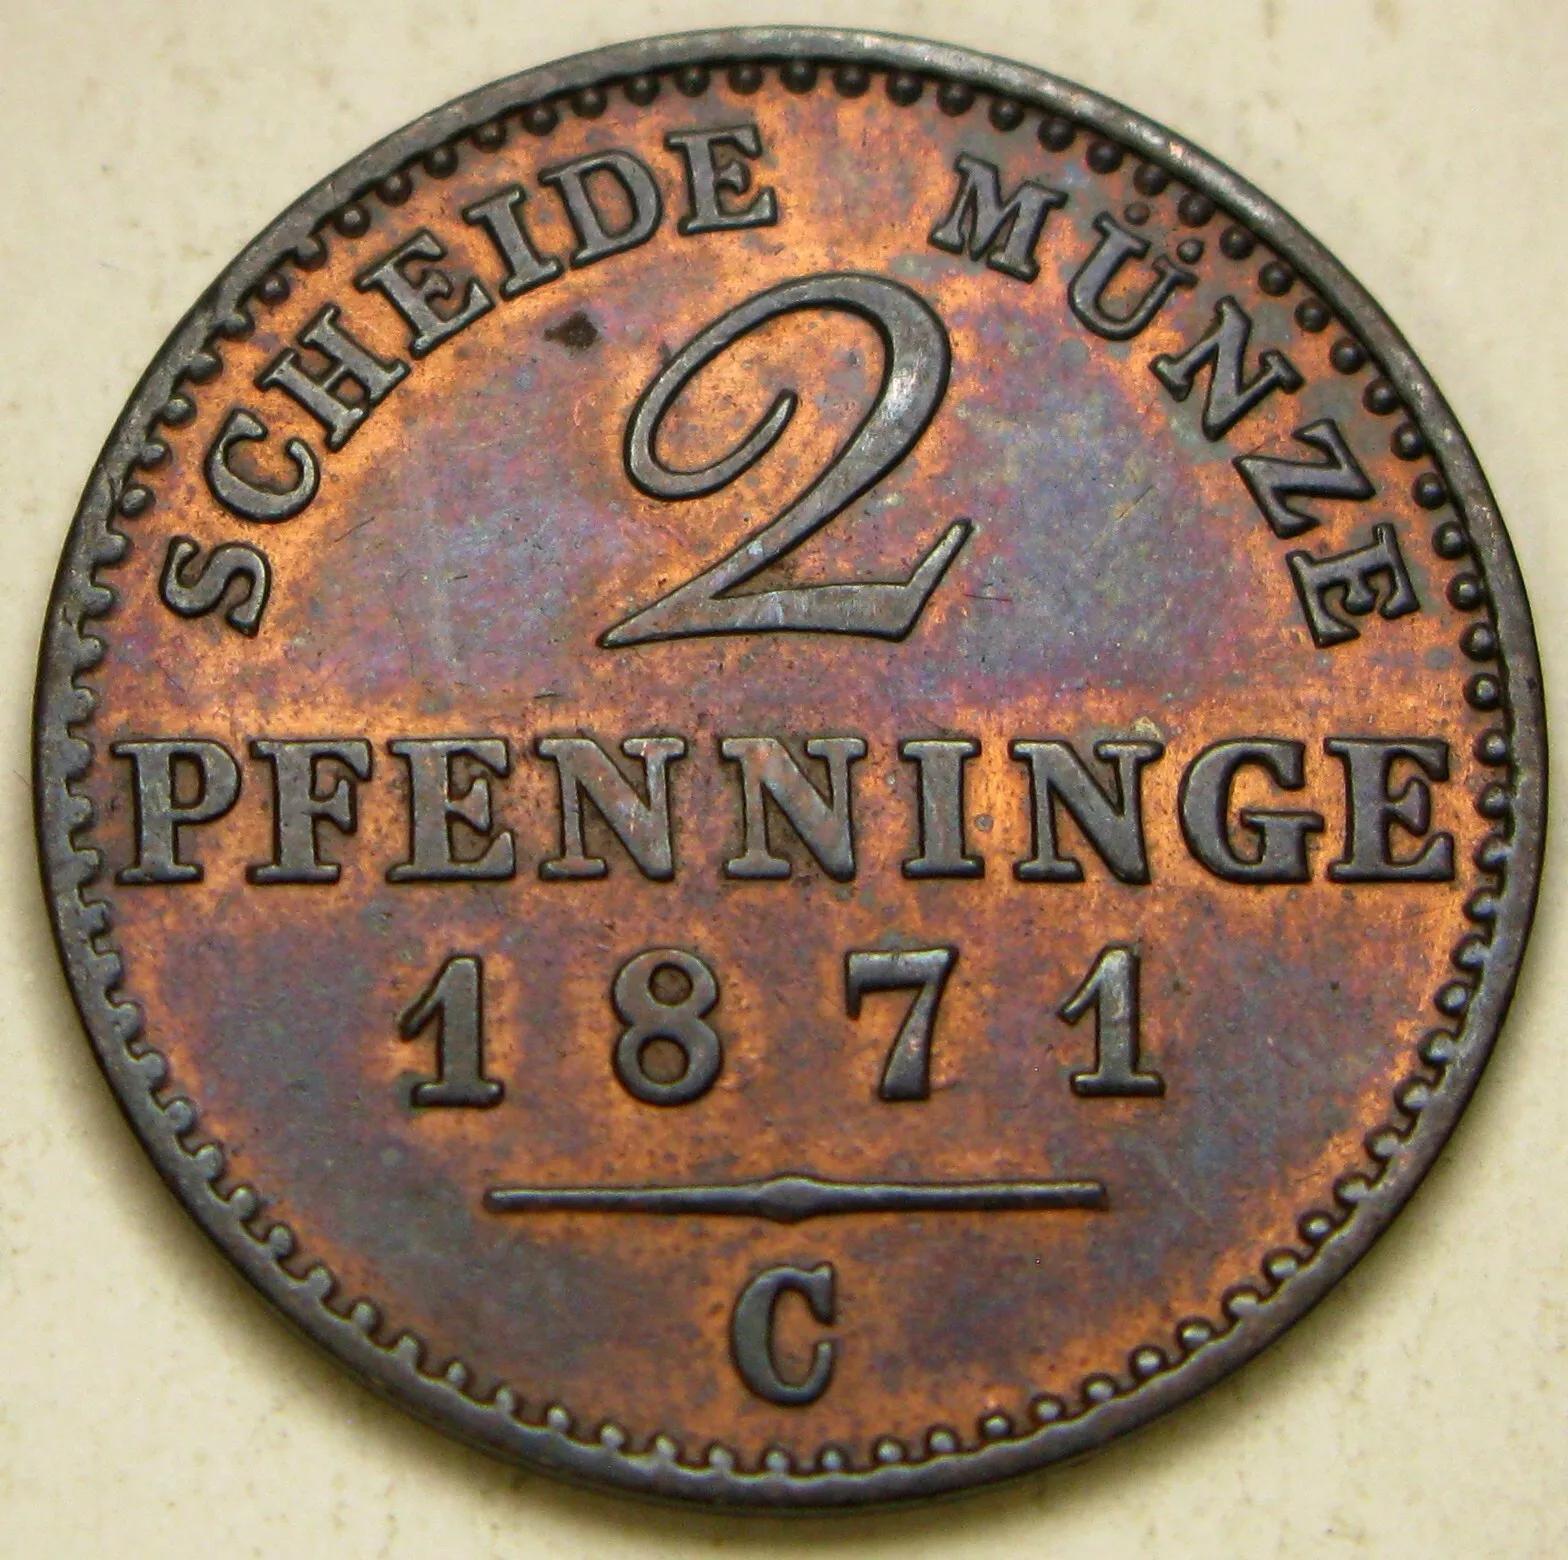 SCHEIDE MÜNZE
2
PFENNINGE
1871
C